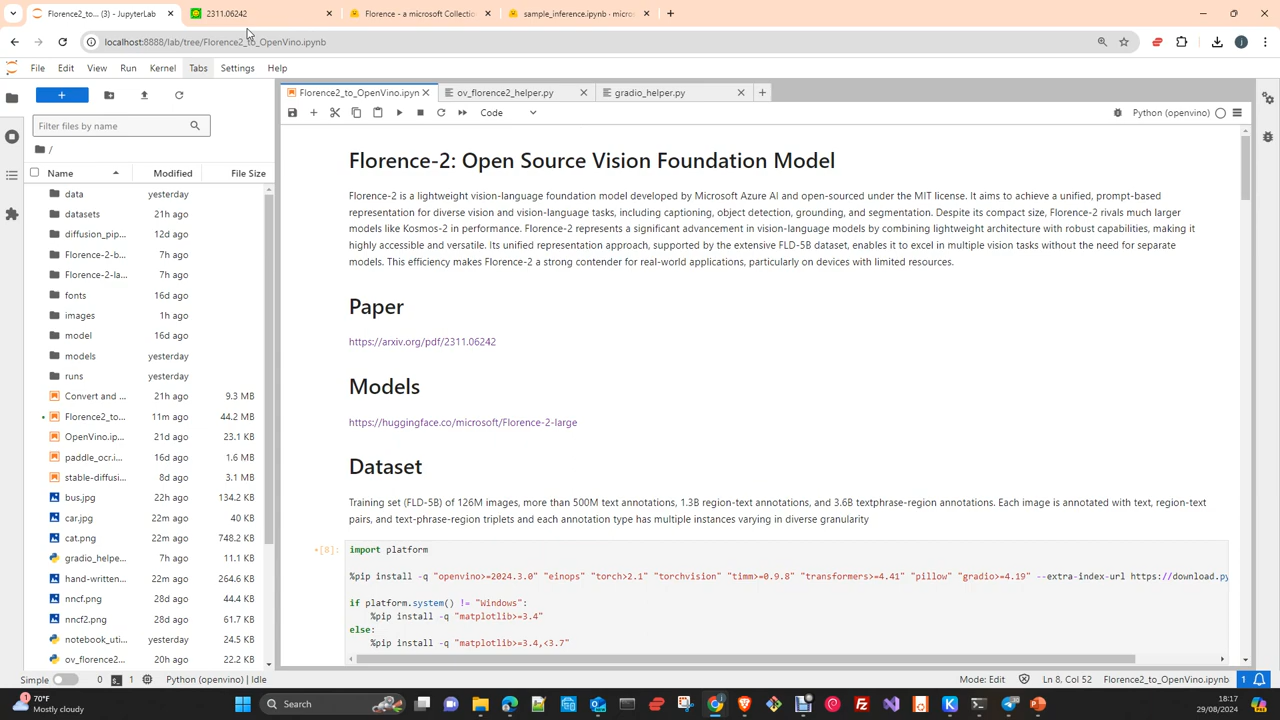 Florence2_to... (3) - JupyterLab
2311.06242
Florence - a microsoft Collectio
sample_inference.ipynb · micros
localhost:8888/lab/tree/Florence2_to_OpenVino.ipynb
File Edit View Run Kernel Tabs Settings Help
Florence2_to_OpenVino.ipyn
ov_florence2_helper.py
gradio_helper.py
Code
Python (openvino)
Filter files by name
/
Name Modified File Size
data yesterday
datasets 21h ago
diffusion_pip... 12d ago
Florence-2-b... 7h ago
Florence-2-la... 7h ago
fonts 16d ago
images 1h ago
model 16d ago
models yesterday
runs yesterday
Convert and ... 21h ago 9.3 MB
Florence2_to... 11m ago 44.2 MB
OpenVino.ip... 21d ago 23.1 KB
paddle_ocr.i... 16d ago 1.6 MB
stable-diffusi... 8d ago 3.1 MB
bus.jpg 22h ago 134.2 KB
car.jpg 22m ago 40 KB
cat.png 22m ago 748.2 KB
gradio_helpe... 7h ago 11.1 KB
hand-written... 22m ago 264.6 KB
nncf.png 28d ago 44.4 KB
nncf2.png 28d ago 61.7 KB
notebook_uti... yesterday 24.5 KB
ov_florence2... 20h ago 22.2 KB
Florence-2: Open Source Vision Foundation Model
Florence-2 is a lightweight vision-language foundation model developed by Microsoft Azure AI and open-sourced under the MIT license. It aims to achieve a unified, prompt-based
representation for diverse vision and vision-language tasks, including captioning, object detection, grounding, and segmentation. Despite its compact size, Florence-2 rivals much larger
models like Kosmos-2 in performance. Florence-2 represents a significant advancement in vision-language models by combining lightweight architecture with robust capabilities, making it
highly accessible and versatile. Its unified representation approach, supported by the extensive FLD-5B dataset, enables it to excel in multiple vision tasks without the need for separate
models. This efficiency makes Florence-2 a strong contender for real-world applications, particularly on devices with limited resources.
Paper
https://arxiv.org/pdf/2311.06242
Models
https://huggingface.co/microsoft/Florence-2-large
Dataset
Training set (FLD-5B) of 126M images, more than 500M text annotations, 1.3B region-text annotations, and 3.6B textphrase-region annotations. Each image is annotated with text, region-text
pairs, and text-phrase-region triplets and each annotation type has multiple instances varying in diverse granularity
[8]: import platform
%pip install -q "openvino>=2024.3.0" "einops" "torch>2.1" "torchvision" "timm>=0.9.8" "transformers>=4.41" "pillow" "gradio>=4.19" --extra-index-url https://download.py
if platform.system() != "Windows":
%pip install -q "matplotlib>=3.4"
else:
%pip install -q "matplotlib>=3.4,<3.7"
Simple 0 1 Python (openvino) | Idle
Mode: Edit Ln 8, Col 52 Florence2_to_OpenVino.ipynb 1
70°F
Mostly cloudy
Search
18:17
29/08/2024